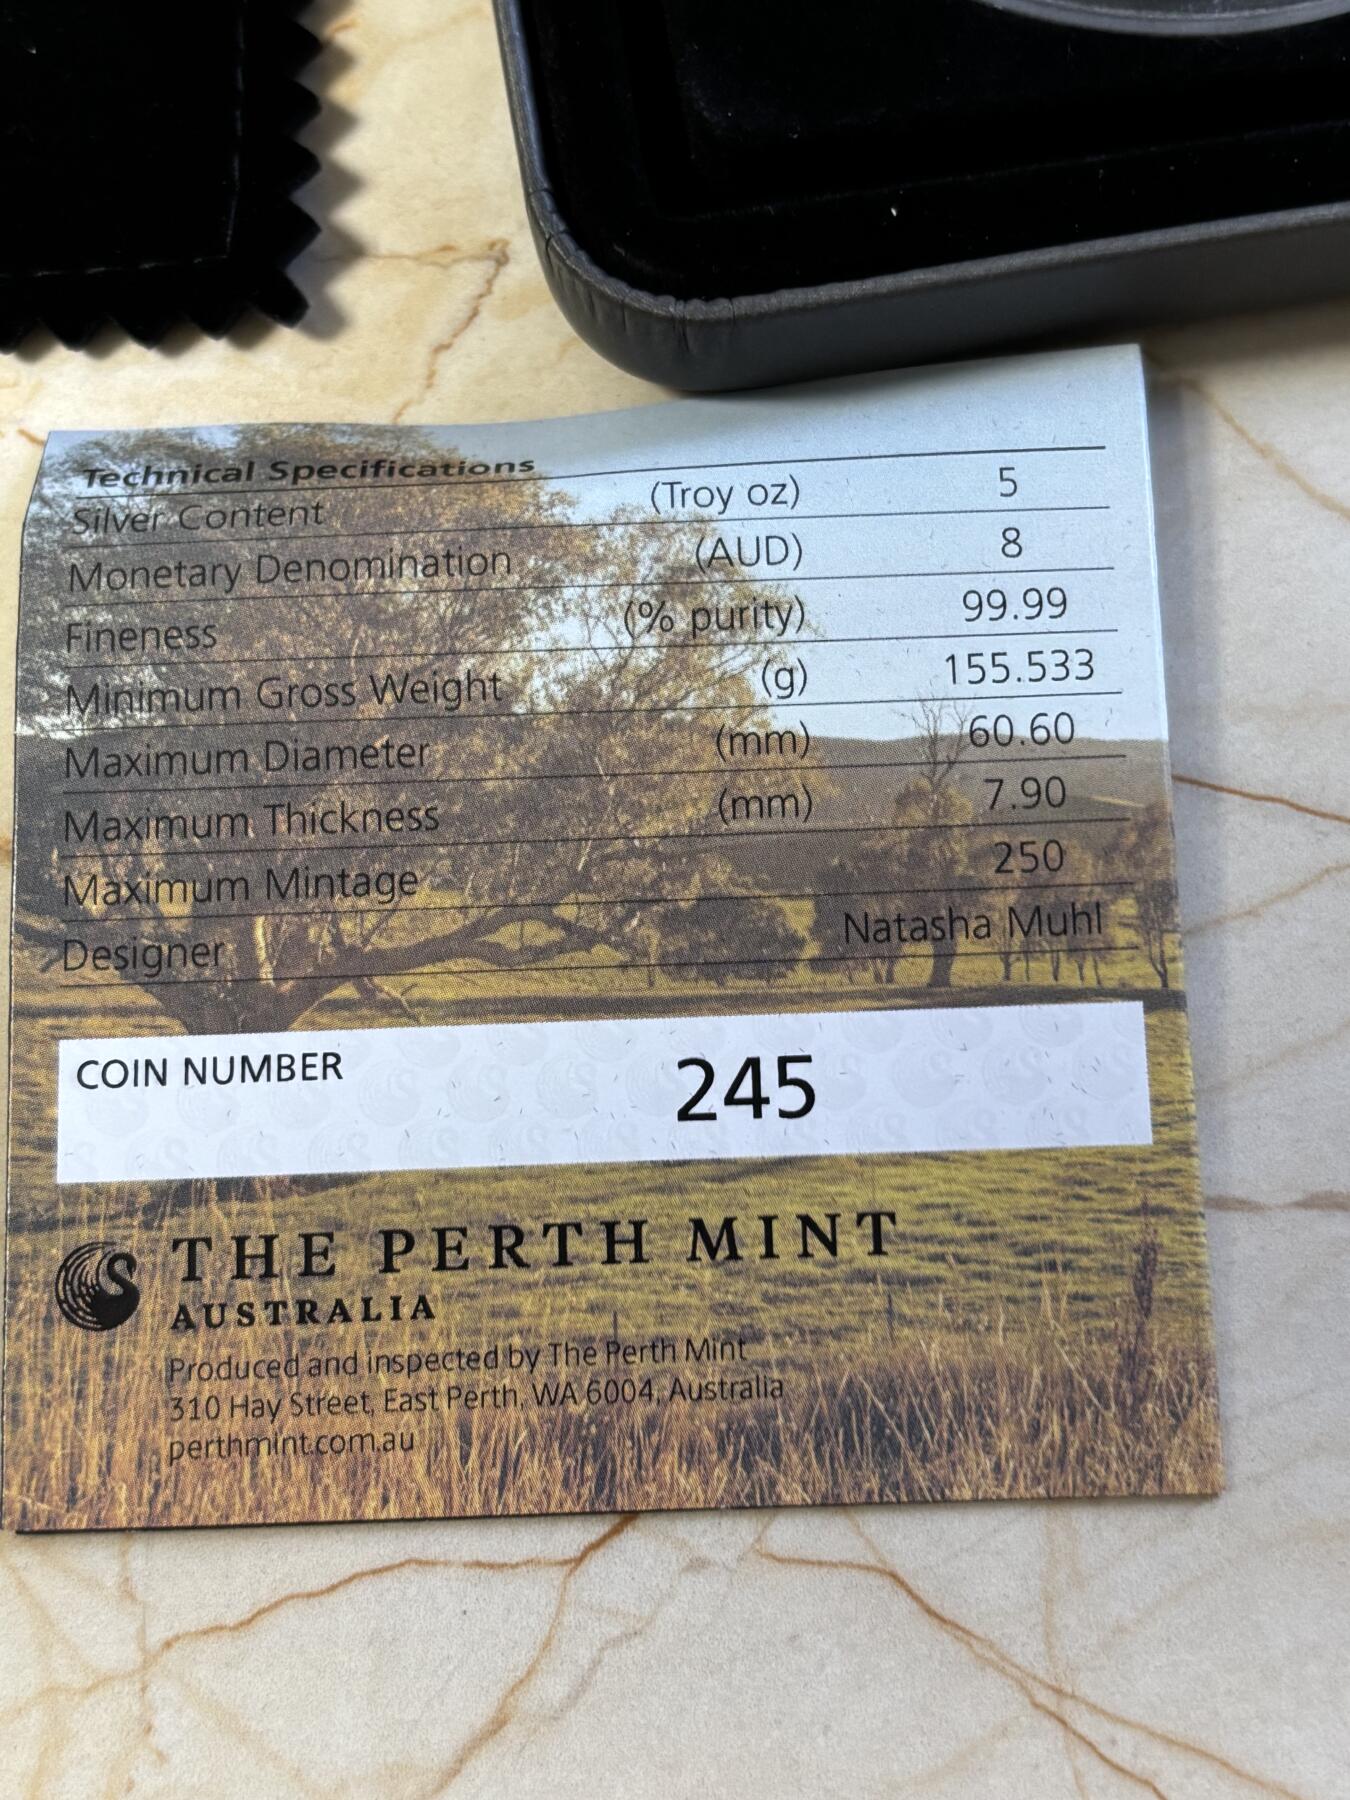 Technical Specifications
Silver Content (Troy oz) 5
Monetary Denomination (AUD) 8
Fineness (% purity) 99.99
Minimum Gross Weight (g) 155.533
Maximum Diameter (mm) 60.60
Maximum Thickness (mm) 7.90
Maximum Mintage 250
Designer Natasha Muhl
COIN NUMBER 245
THE PERTH MINT
AUSTRALIA
Produced and inspected by The Perth Mint
310 Hay Street, East Perth, WA 6004, Australia
perthmint.com.au